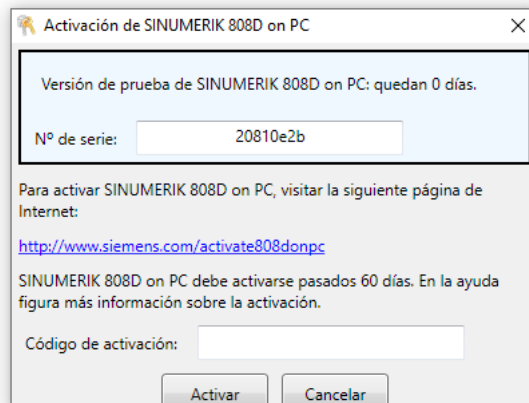 Activación de SINUMERIK 808D on PC
Versión de prueba de SINUMERIK 808D on PC: quedan 0 días.
Nº de serie: 20810e2b
Para activar SINUMERIK 808D on PC, visitar la siguiente página de
Internet:
http://www.siemens.com/activate808donpc
SINUMERIK 808D on PC debe activarse pasados 60 días. En la ayuda
figura más información sobre la activación.
Código de activación:
Activar Cancelar